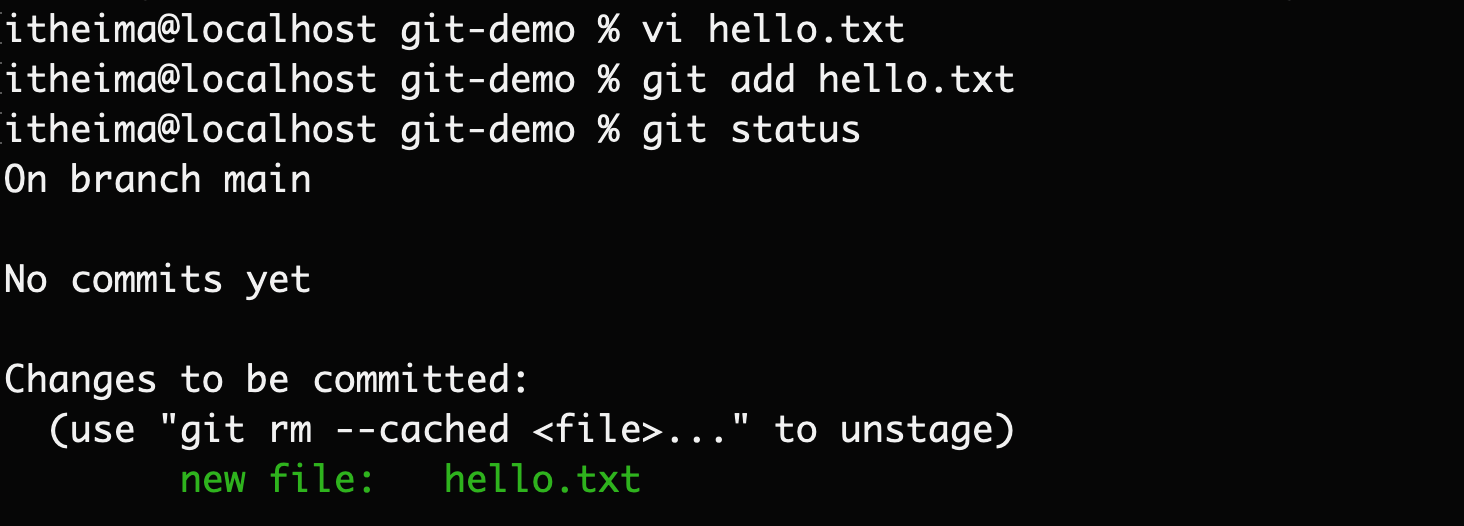 itheima@localhost git-demo % vi hello.txt
itheima@localhost git-demo % git add hello.txt
itheima@localhost git-demo % git status
On branch main
No commits yet
Changes to be committed:
  (use "git rm --cached <file>..." to unstage)
        new file:   hello.txt